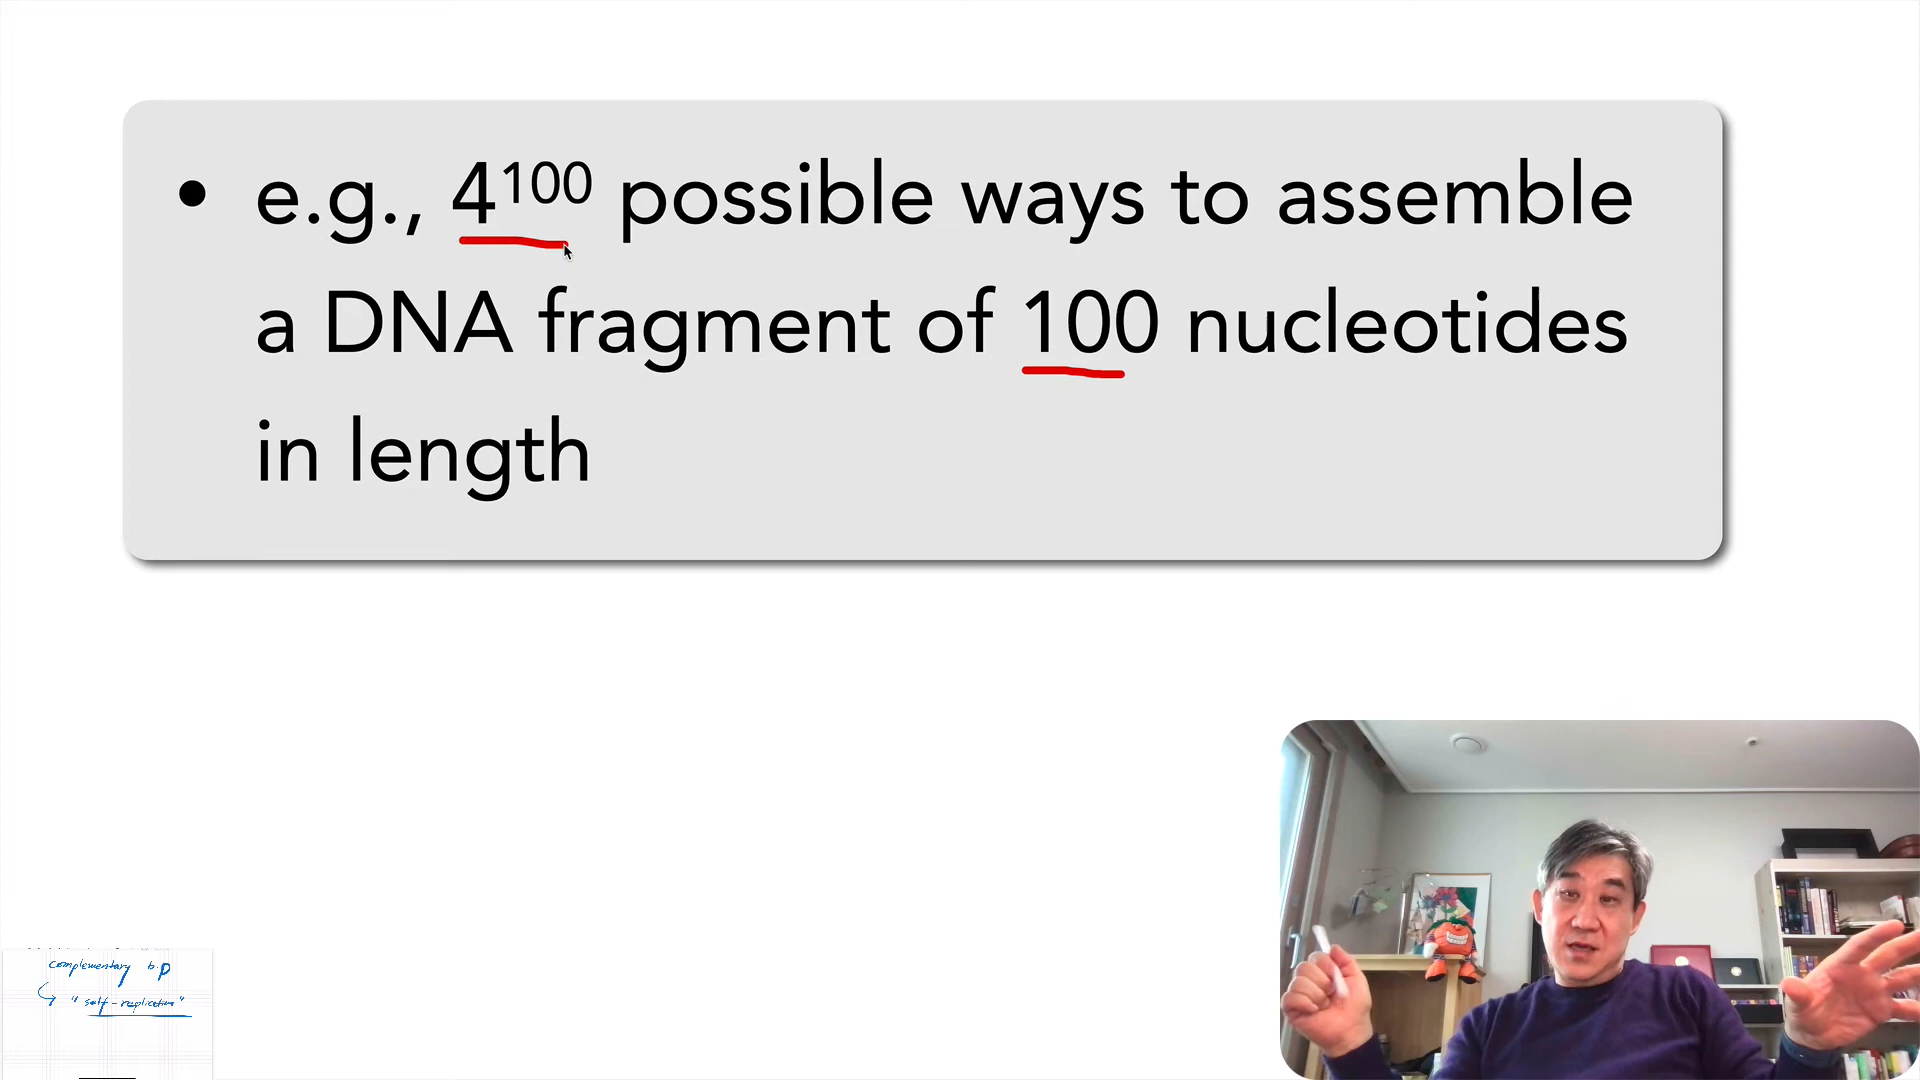 • e.g., 4¹⁰⁰ possible ways to assemble
a DNA fragment of 100 nucleotides
in length
complementary b.p
"self-replication"